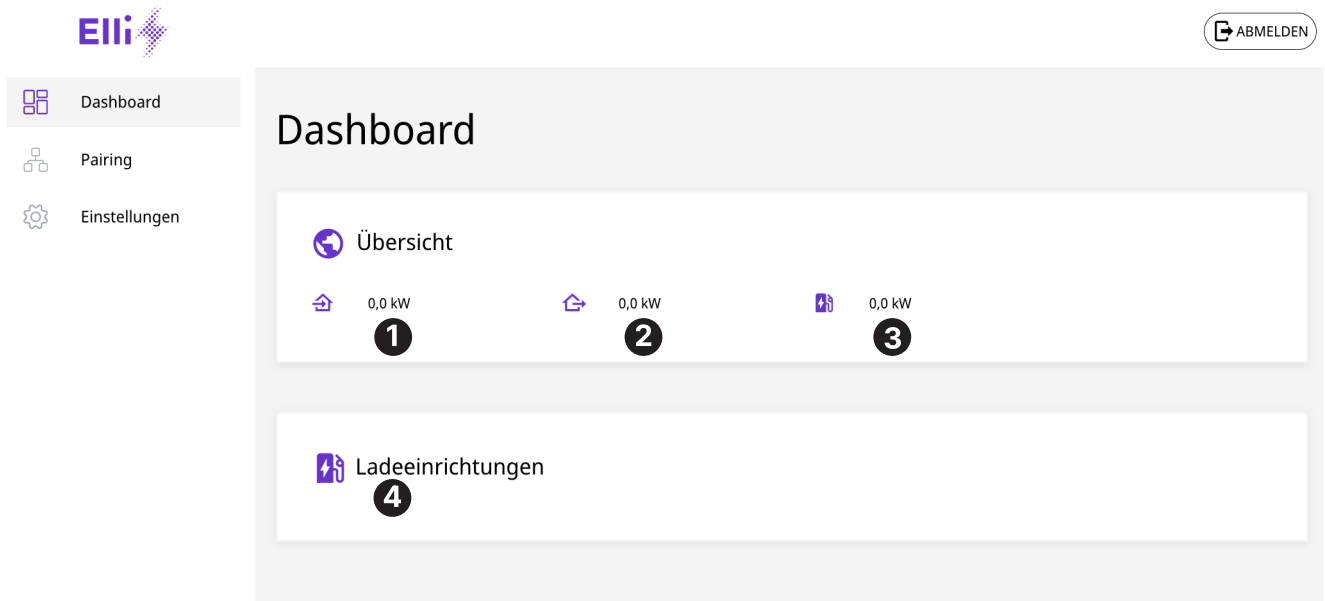 Elli
ABMELDEN
Dashboard
Pairing
Einstellungen
Dashboard
Übersicht
0,0 kW 0,0 kW 0,0 kW
1 2 3
Ladeeinrichtungen
4